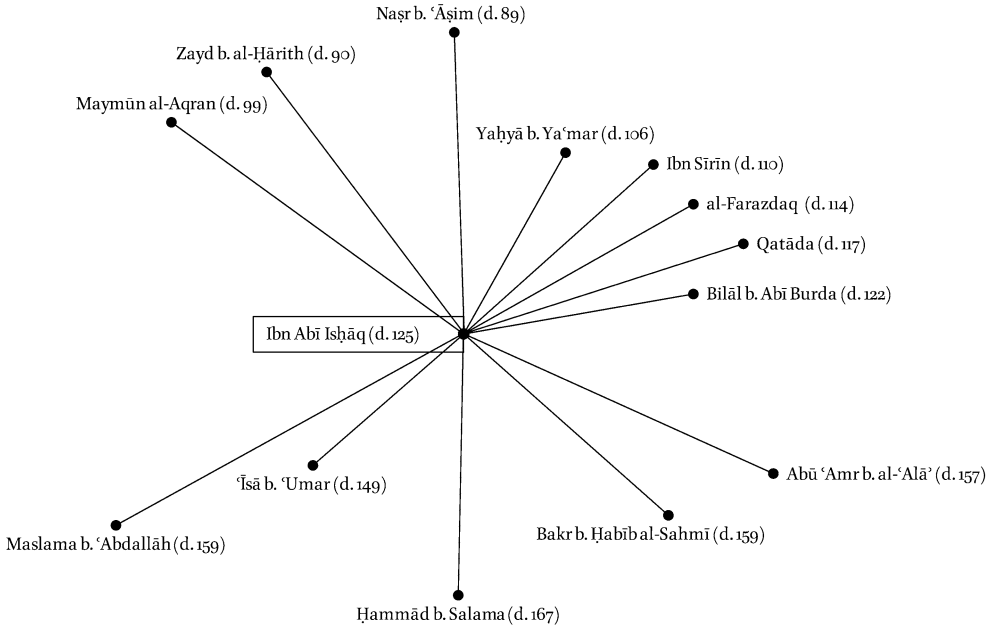 Naṣr b. ʿĀṣim (d. 89)
Zayd b. al-Ḥārith (d. 90)
Maymūn al-Aqran (d. 99)
Yaḥyā b. Yaʿmar (d. 106)
Ibn Sīrīn (d. 110)
al-Farazdaq (d. 114)
Qatāda (d. 117)
Bilāl b. Abī Burda (d. 122)
Ibn Abī Isḥāq (d. 125)
Abū ʿAmr b. al-ʿAlāʾ (d. 157)
ʿĪsā b. ʿUmar (d. 149)
Bakr b. Ḥabīb al-Sahmī (d. 159)
Maslama b. ʿAbdallāh (d. 159)
Ḥammād b. Salama (d. 167)